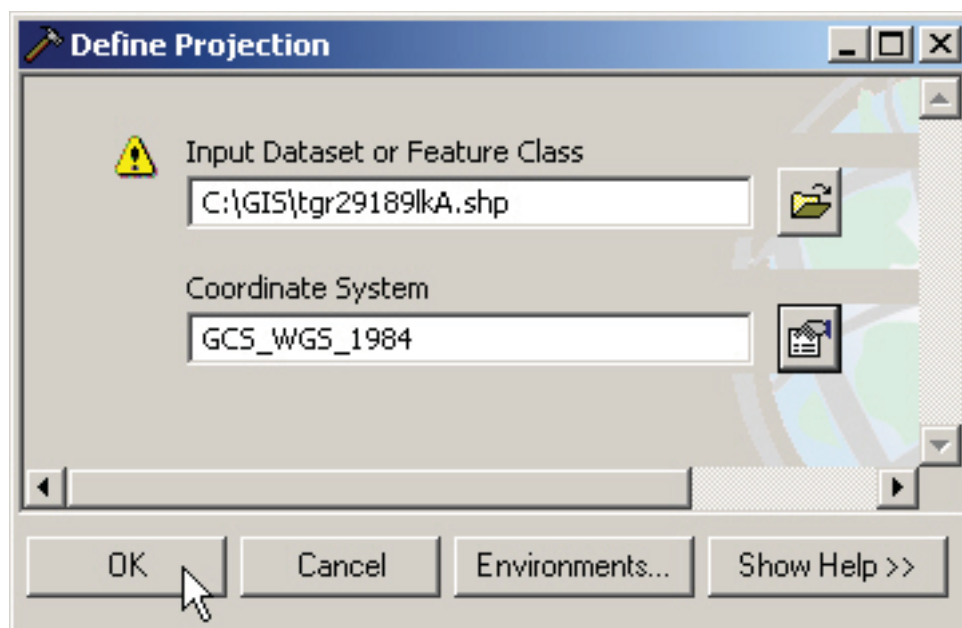 Define Projection
Input Dataset or Feature Class
C:\GIS\tgr29189lkA.shp
Coordinate System
GCS_WGS_1984
OK
Cancel
Environments...
Show Help >>